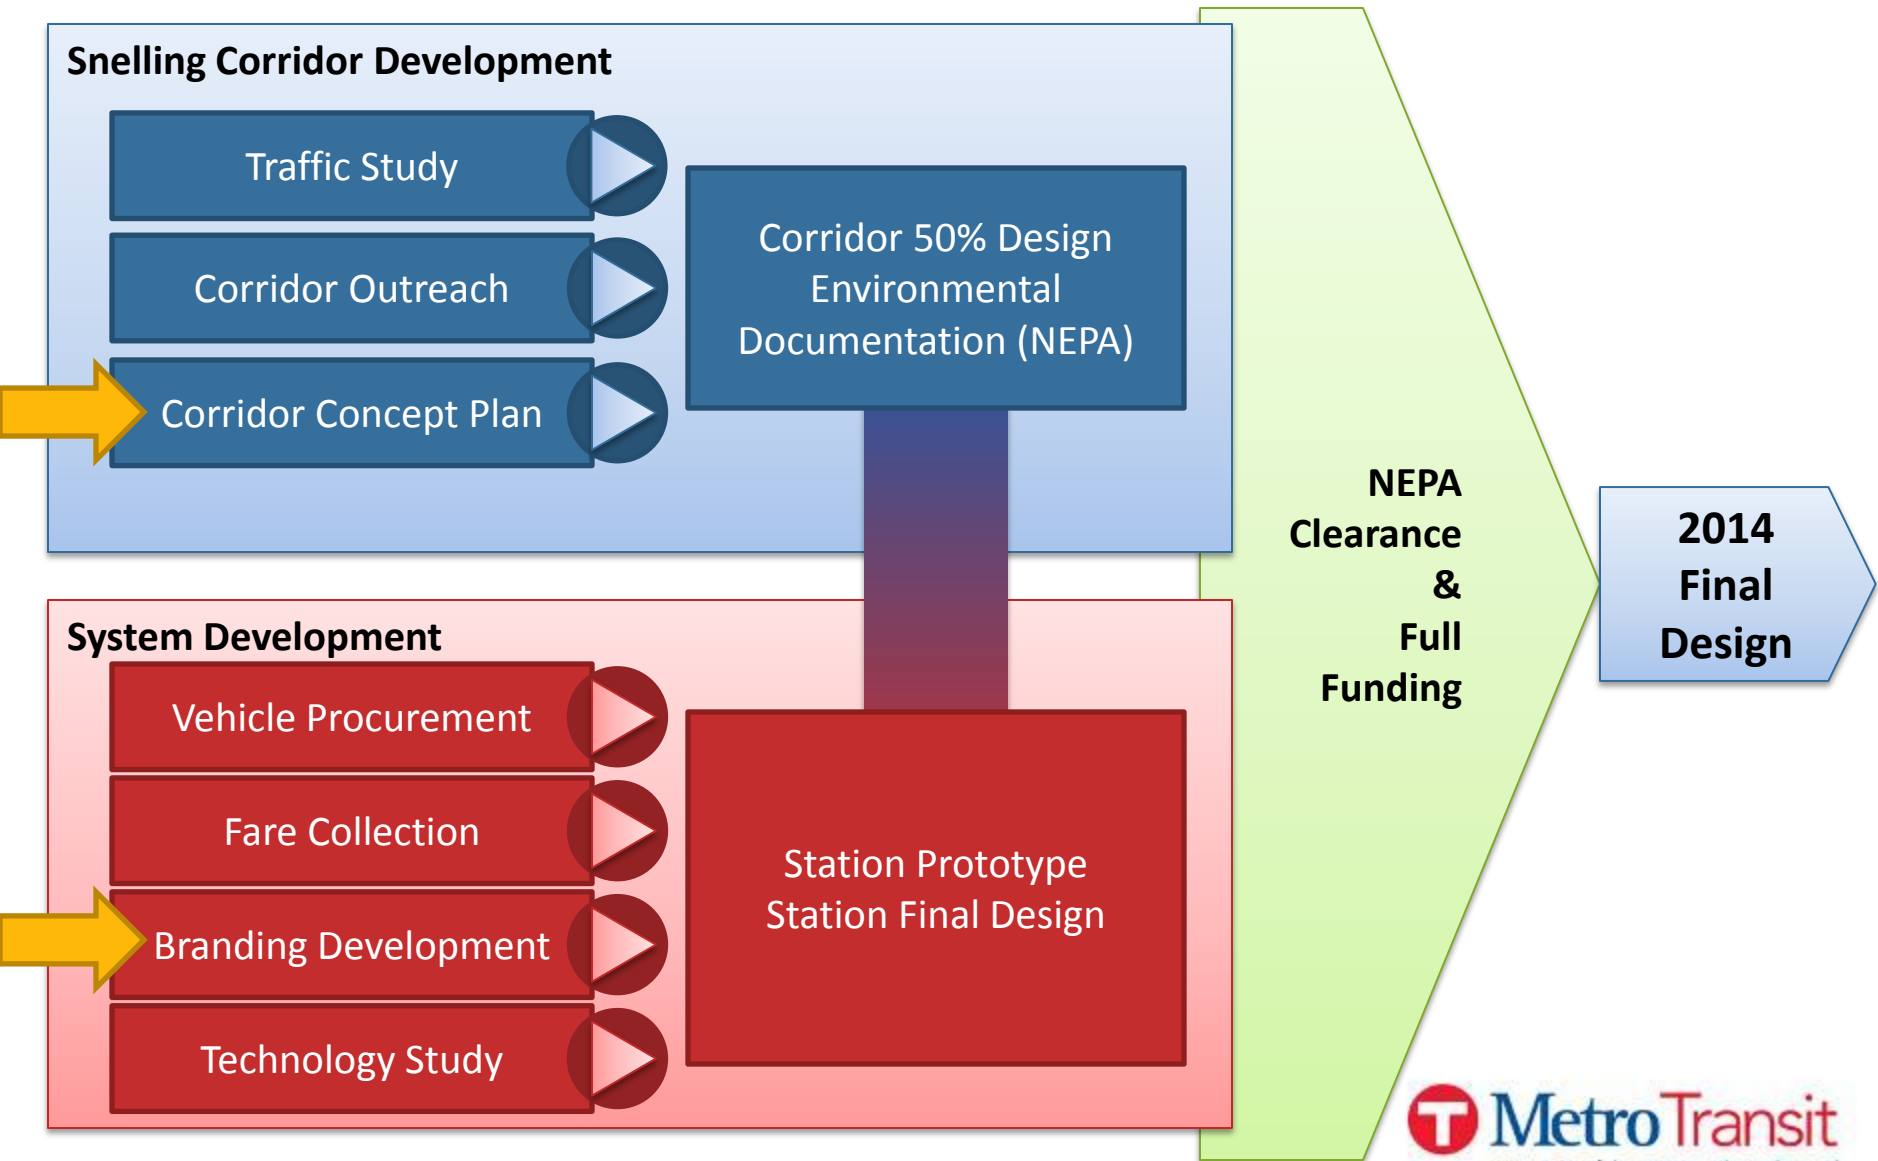 Snelling Corridor Development
Traffic Study
Corridor Outreach
Corridor Concept Plan
Corridor 50% Design
Environmental
Documentation (NEPA)
System Development
Vehicle Procurement
Fare Collection
Branding Development
Technology Study
Station Prototype
Station Final Design
NEPA
Clearance
&
Full
Funding
2014
Final
Design
T MetroTransit